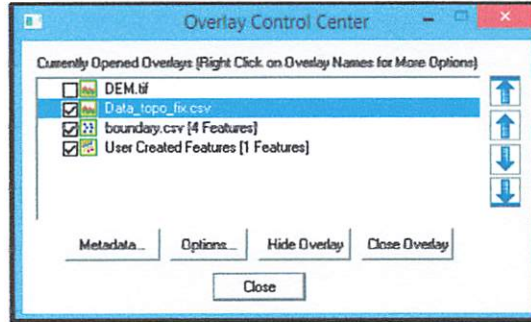 Overlay Control Center
Currently Opened Overlays (Right Click on Overlay Names for More Options)
DEM.tif
Data_topo_fix.csv
bounday.csv [4 Features]
User Created Features [1 Features]
Metadata...
Options...
Hide Overlay
Close Overlay
Close